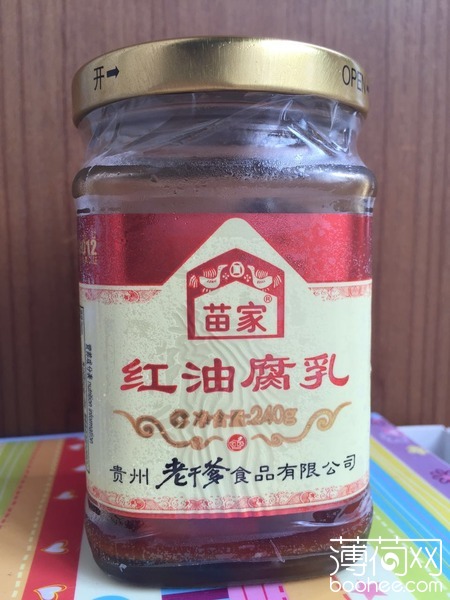 开➡
OPEN
012
苗家®
红油腐乳
净含量:240g
贵州老干爹食品有限公司
薄荷网
boohee.com